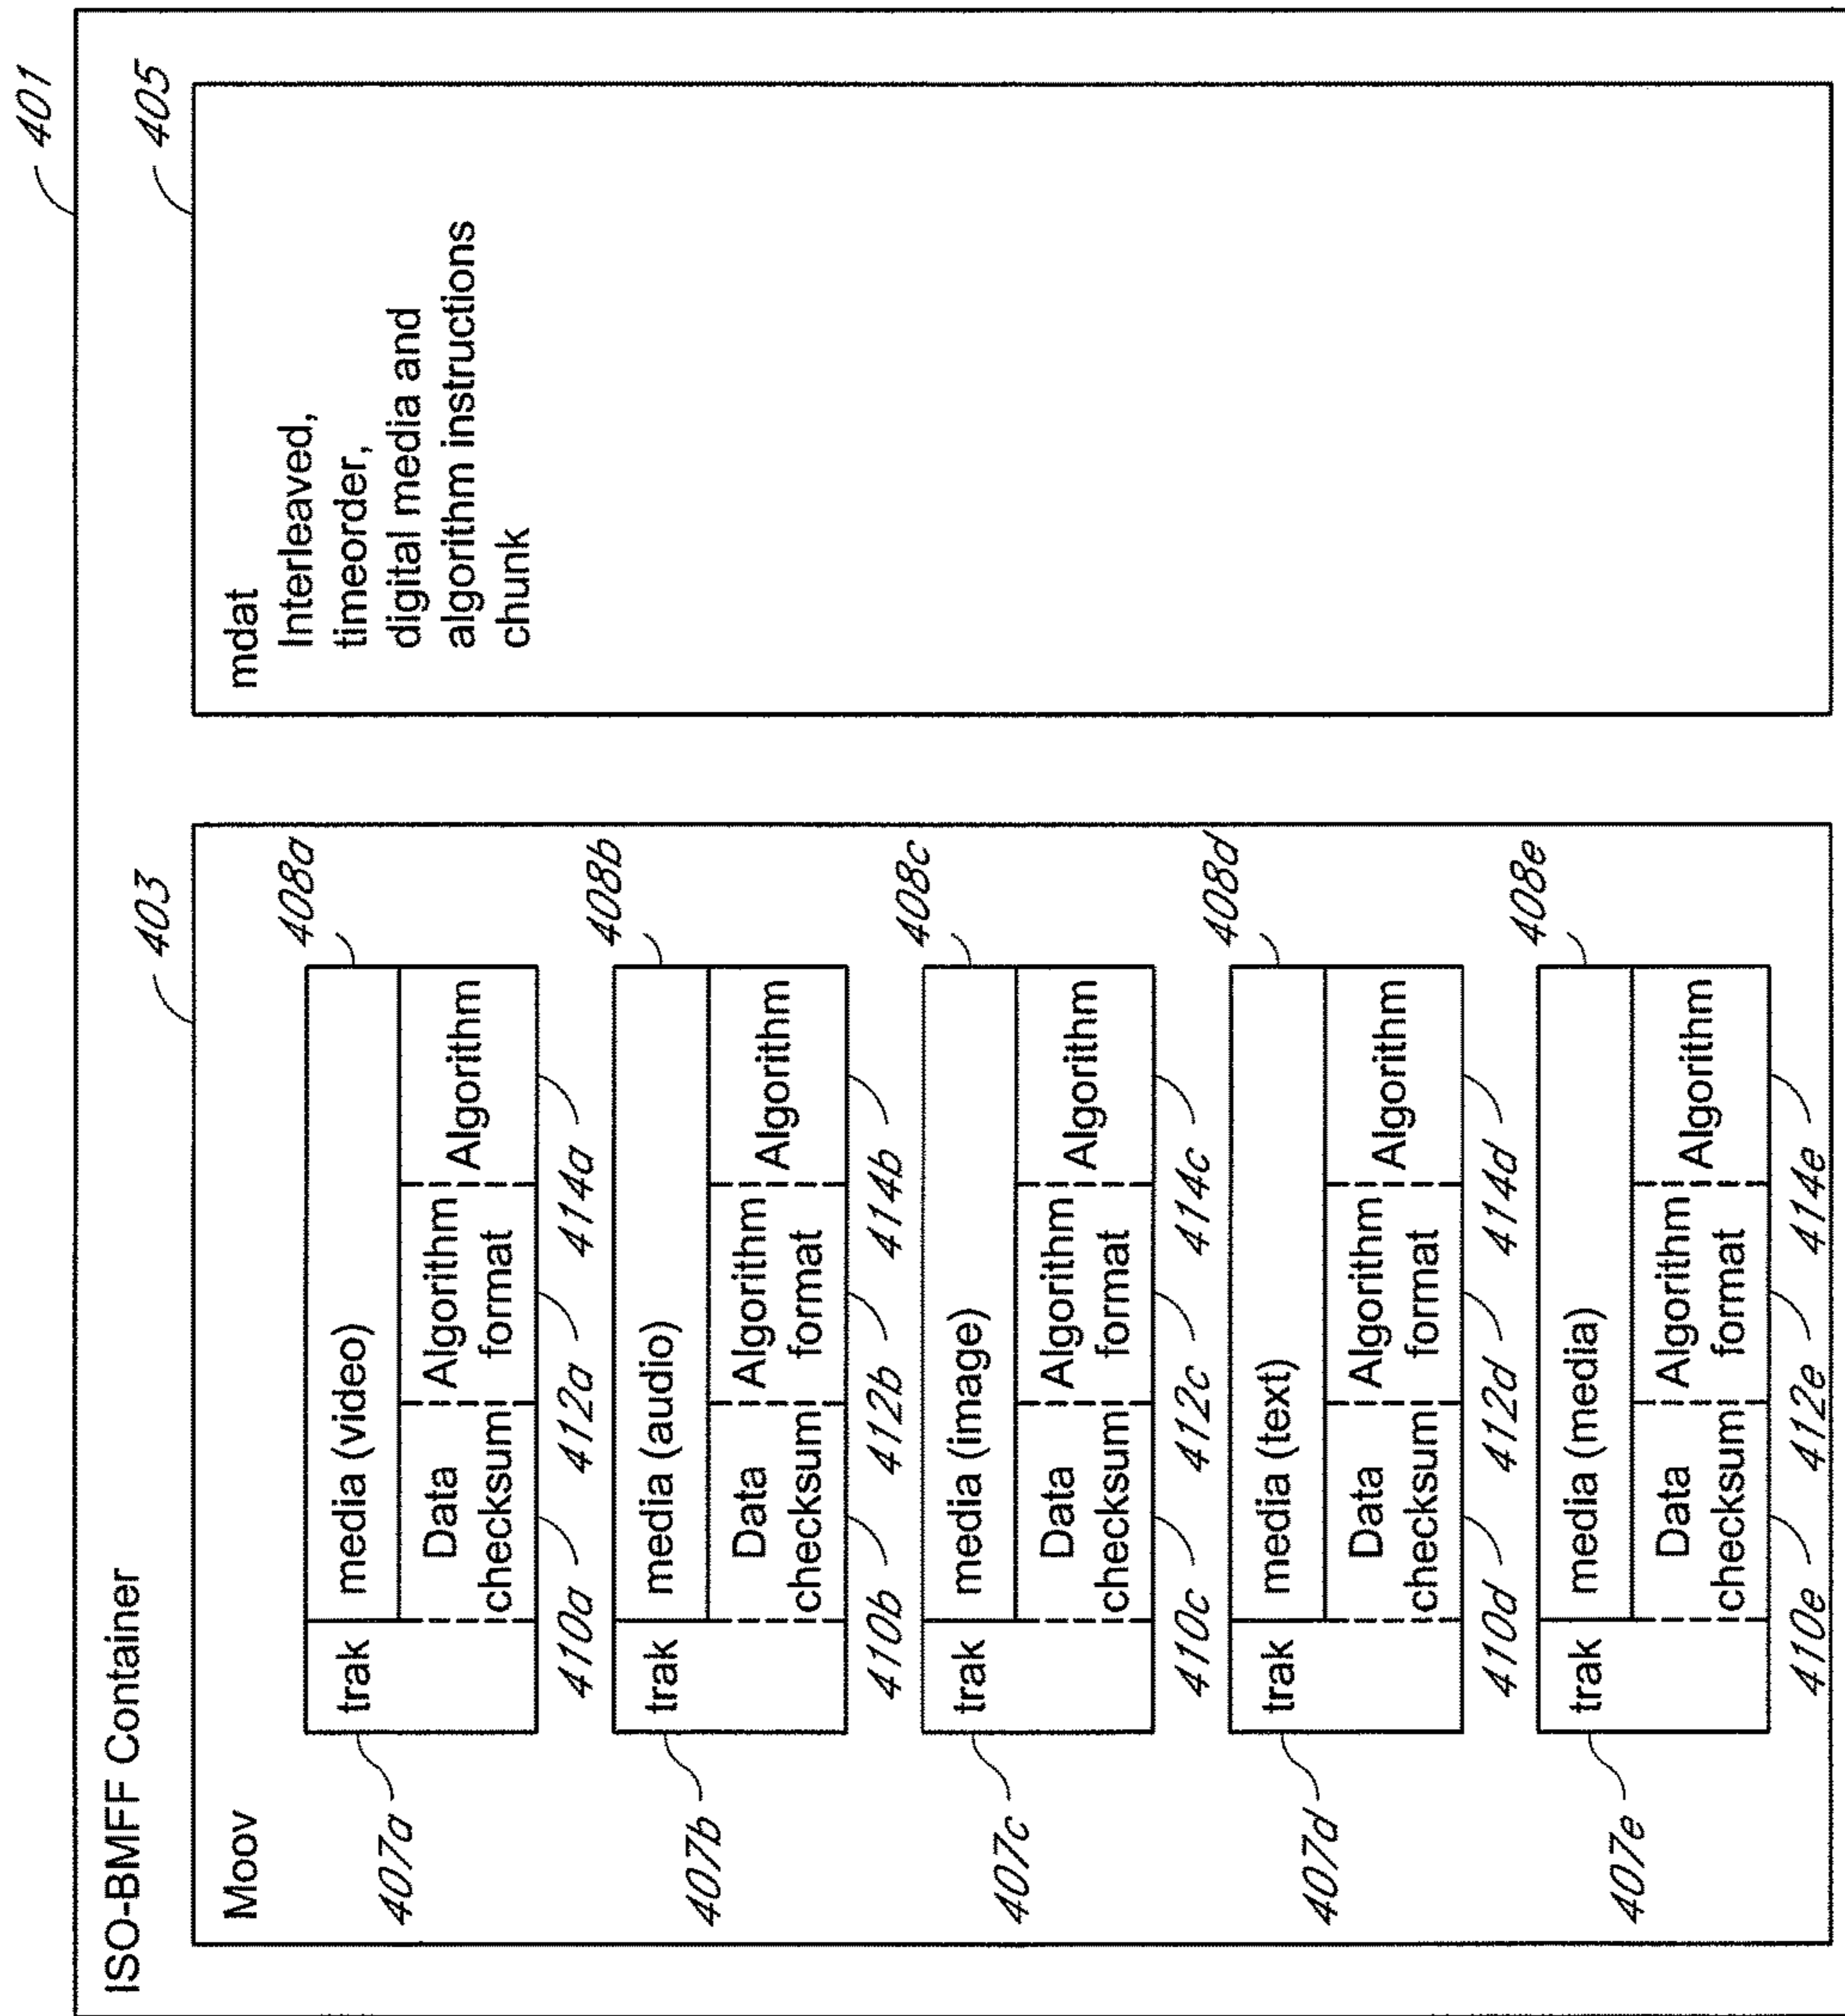 401
ISO-BMFF Container
403
405
Moov
mdat
Interleaved,
timeorder,
digital media and
algorithm instructions
chunk
407a
trak
media (video)
408a
Data
checksum
Algorithm
format
Algorithm
410a
412a
414a
407b
trak
media (audio)
408b
Data
checksum
Algorithm
format
Algorithm
410b
412b
414b
407c
trak
media (image)
408c
Data
checksum
Algorithm
format
Algorithm
410c
412c
414c
407d
trak
media (text)
408d
Data
checksum
Algorithm
format
Algorithm
410d
412d
414d
407e
trak
media (media)
408e
Data
checksum
Algorithm
format
Algorithm
410e
412e
414e